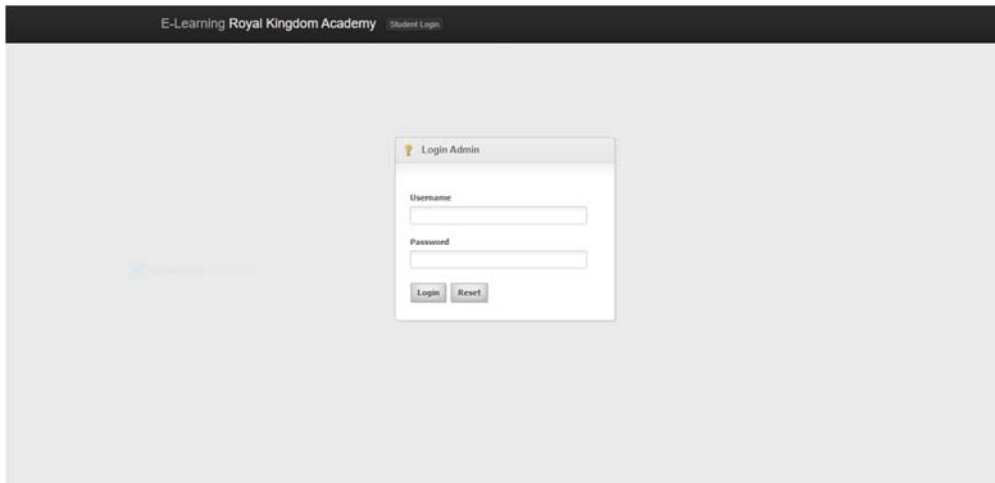 E-Learning Royal Kingdom Academy Student Login
Login Admin
Username
Password
Login Reset